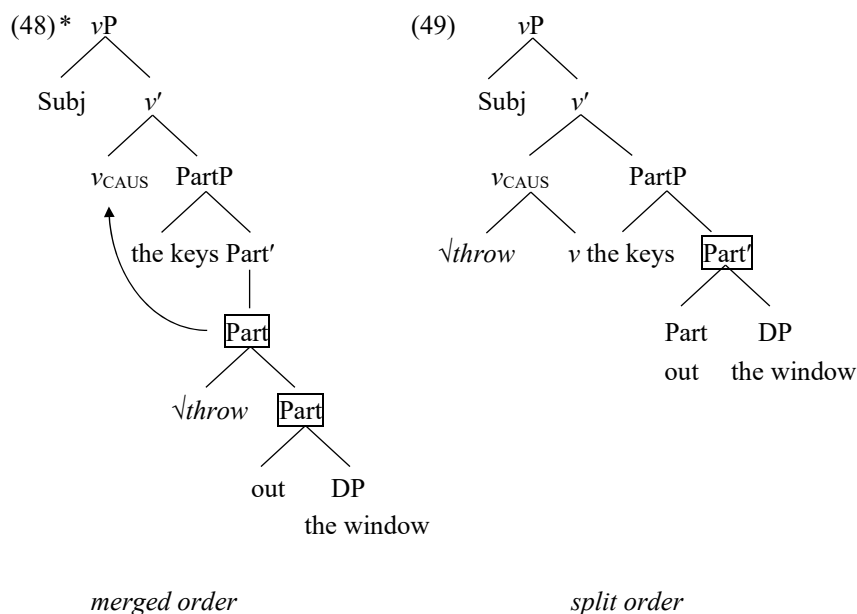 (48) * vP (49) vP
Subj v′ Subj v′
vCAUS PartP vCAUS PartP
the keys Part′ √throw v the keys Part′
Part Part DP
out the window
√throw Part
out DP
the window
merged order split order